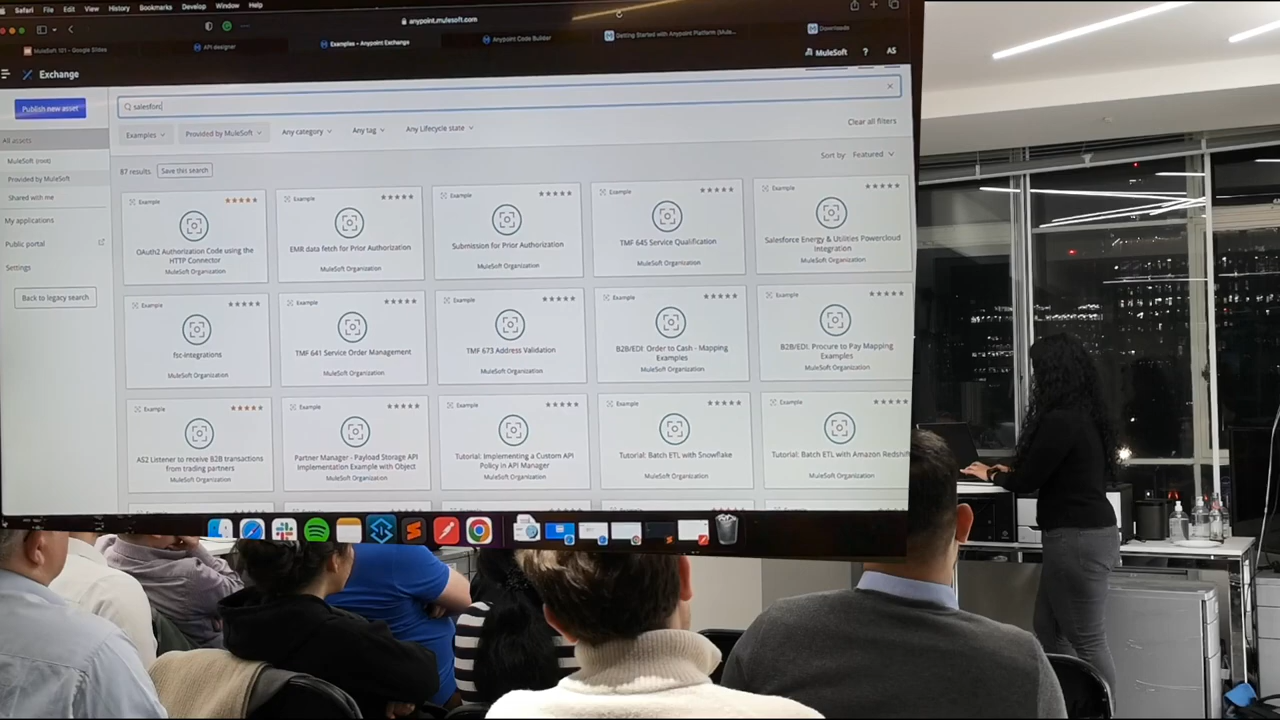 Safari File Edit View History Bookmarks Develop Window Help
anypoint.mulesoft.com
MuleSoft 101 - Google Slides
API designer
Examples - Anypoint Exchange
Anypoint Code Builder
Getting Started with Anypoint Platform (Mule...
Downloads
Exchange
MuleSoft ? AS
Publish new asset
All assets
MuleSoft (root)
Provided by MuleSoft
Shared with me
My applications
Public portal
Settings
Back to legacy search
salesforc
Examples Provided by MuleSoft Any category Any tag Any Lifecycle state Clear all filters
87 results. Save this search Sort by: Featured
Example
OAuth2 Authorization Code using the
HTTP Connector
MuleSoft Organization
Example
EMR data fetch for Prior Authorization
MuleSoft Organization
Example
Submission for Prior Authorization
MuleSoft Organization
Example
TMF 645 Service Qualification
MuleSoft Organization
Example
Salesforce Energy & Utilities Powercloud
Integration
MuleSoft Organization
Example
fsc-integrations
MuleSoft Organization
Example
TMF 641 Service Order Management
MuleSoft Organization
Example
TMF 673 Address Validation
MuleSoft Organization
Example
B2B/EDI: Order to Cash - Mapping
Examples
MuleSoft Organization
Example
B2B/EDI: Procure to Pay Mapping
Examples
MuleSoft Organization
Example
AS2 Listener to receive B2B transactions
from trading partners
MuleSoft Organization
Example
Partner Manager - Payload Storage API
Implementation Example with Object
MuleSoft Organization
Example
Tutorial: Implementing a Custom API
Policy in API Manager
MuleSoft Organization
Example
Tutorial: Batch ETL with Snowflake
MuleSoft Organization
Example
Tutorial: Batch ETL with Amazon Redshift
MuleSoft Organization